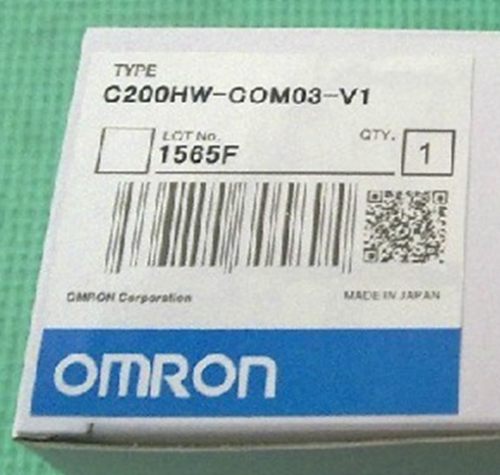 TYPE
C200HW-COM03-V1
LOT No.
QTY.
1565F
1
OMRON Corporation
MADE IN JAPAN
OMRON